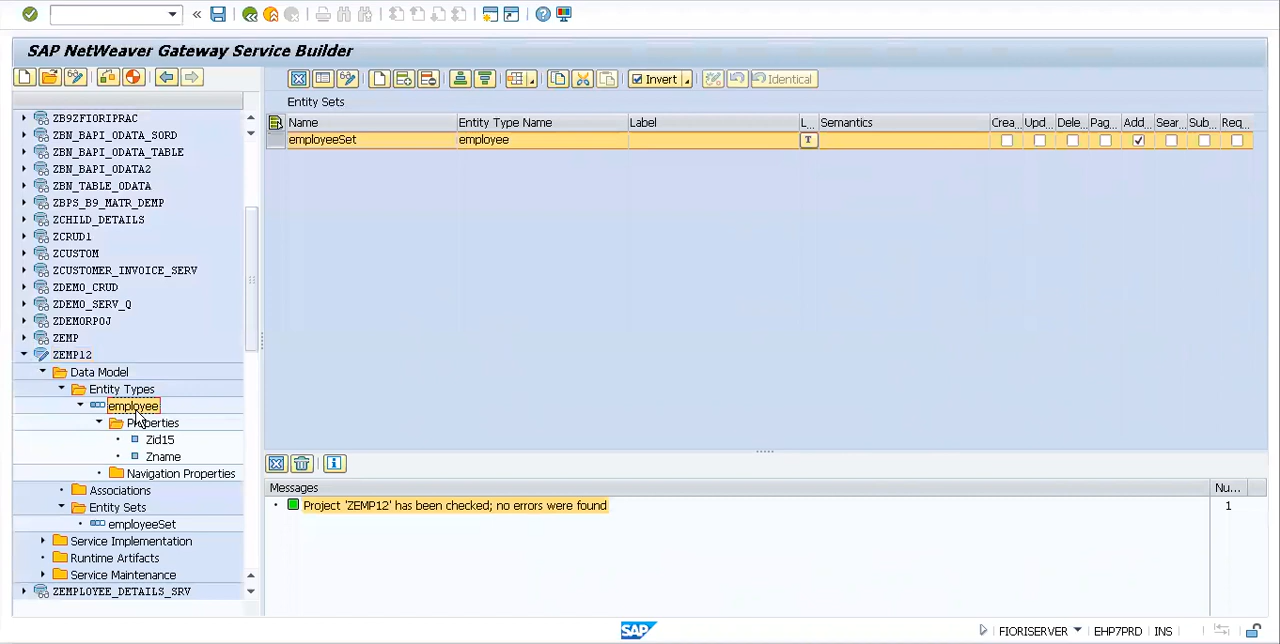 SAP NetWeaver Gateway Service Builder
Invert
Identical
Entity Sets
Name Entity Type Name Label L... Semantics Crea... Upd... Dele... Pag... Add... Sear... Sub... Req...
employeeSet employee T
ZB9ZFIORIPRAC
ZBN_BAPI_ODATA_SORD
ZBN_BAPI_ODATA_TABLE
ZBN_BAPI_ODATA2
ZBN_TABLE_ODATA
ZBPS_B9_MATR_DEMP
ZCHILD_DETAILS
ZCRUD1
ZCUSTOM
ZCUSTOMER_INVOICE_SERV
ZDEMO_CRUD
ZDEMO_SERV_Q
ZDEMORPOJ
ZEMP
ZEMP12
Data Model
Entity Types
employee
Properties
Zid15
Zname
Navigation Properties
Associations
Entity Sets
employeeSet
Service Implementation
Runtime Artifacts
Service Maintenance
ZEMPLOYEE_DETAILS_SRV
Messages Nu...
Project 'ZEMP12' has been checked; no errors were found 1
SAP
FIORISERVER EHP7PRD INS